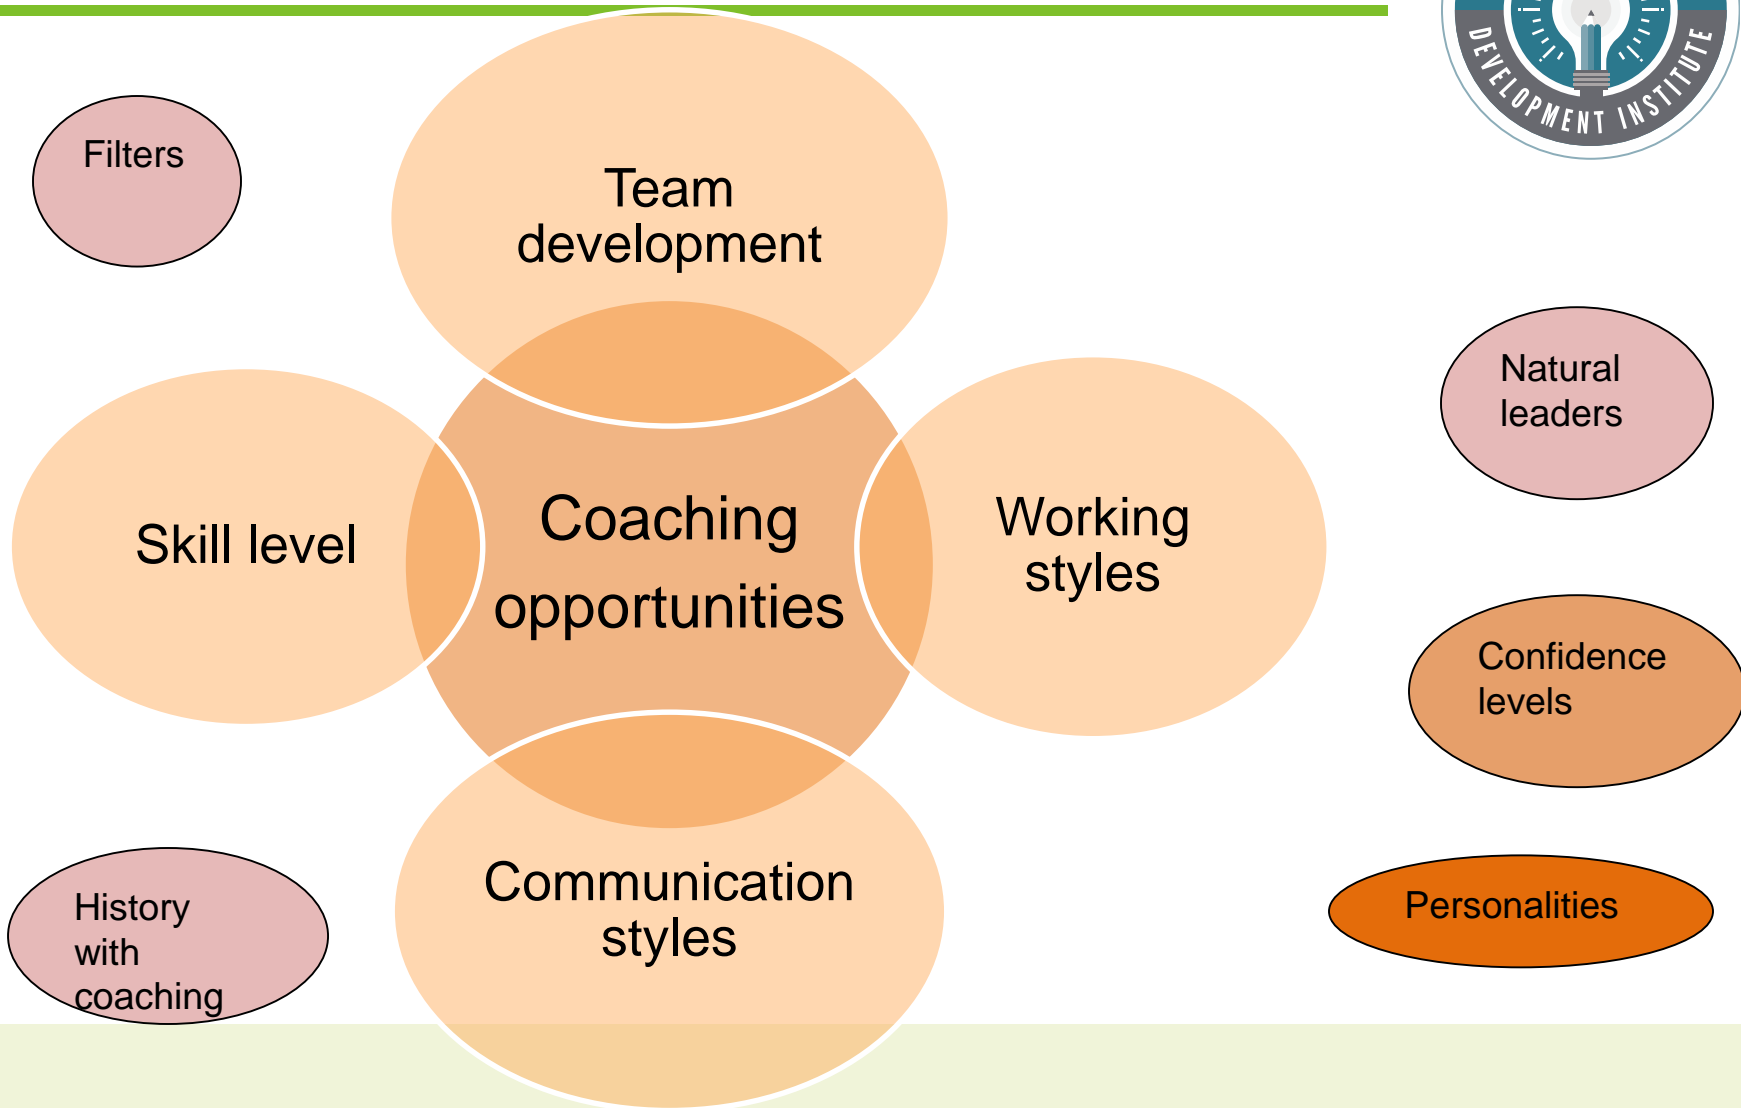 DEVELOPMENT INSTITUTE
Filters
Team
development
Natural
leaders
Skill level
Coaching
opportunities
Working
styles
Confidence
levels
Communication
styles
History
with
coaching
Personalities